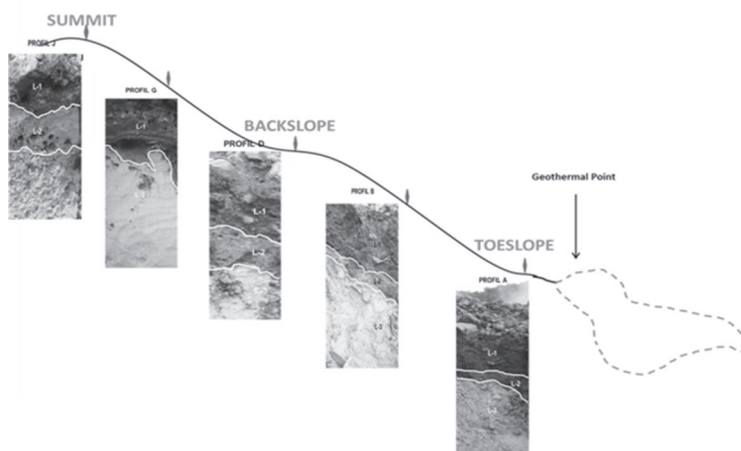 SUMMIT
PROFIL J
L-1
L-2
L-3
PROFIL G
L-1
L-3
BACKSLOPE
PROFIL D
L-1
L-2
PROFIL B
L-1
L-2
L-3
Geothermal Point
TOESLOPE
PROFIL A
L-1
L-2
L-3